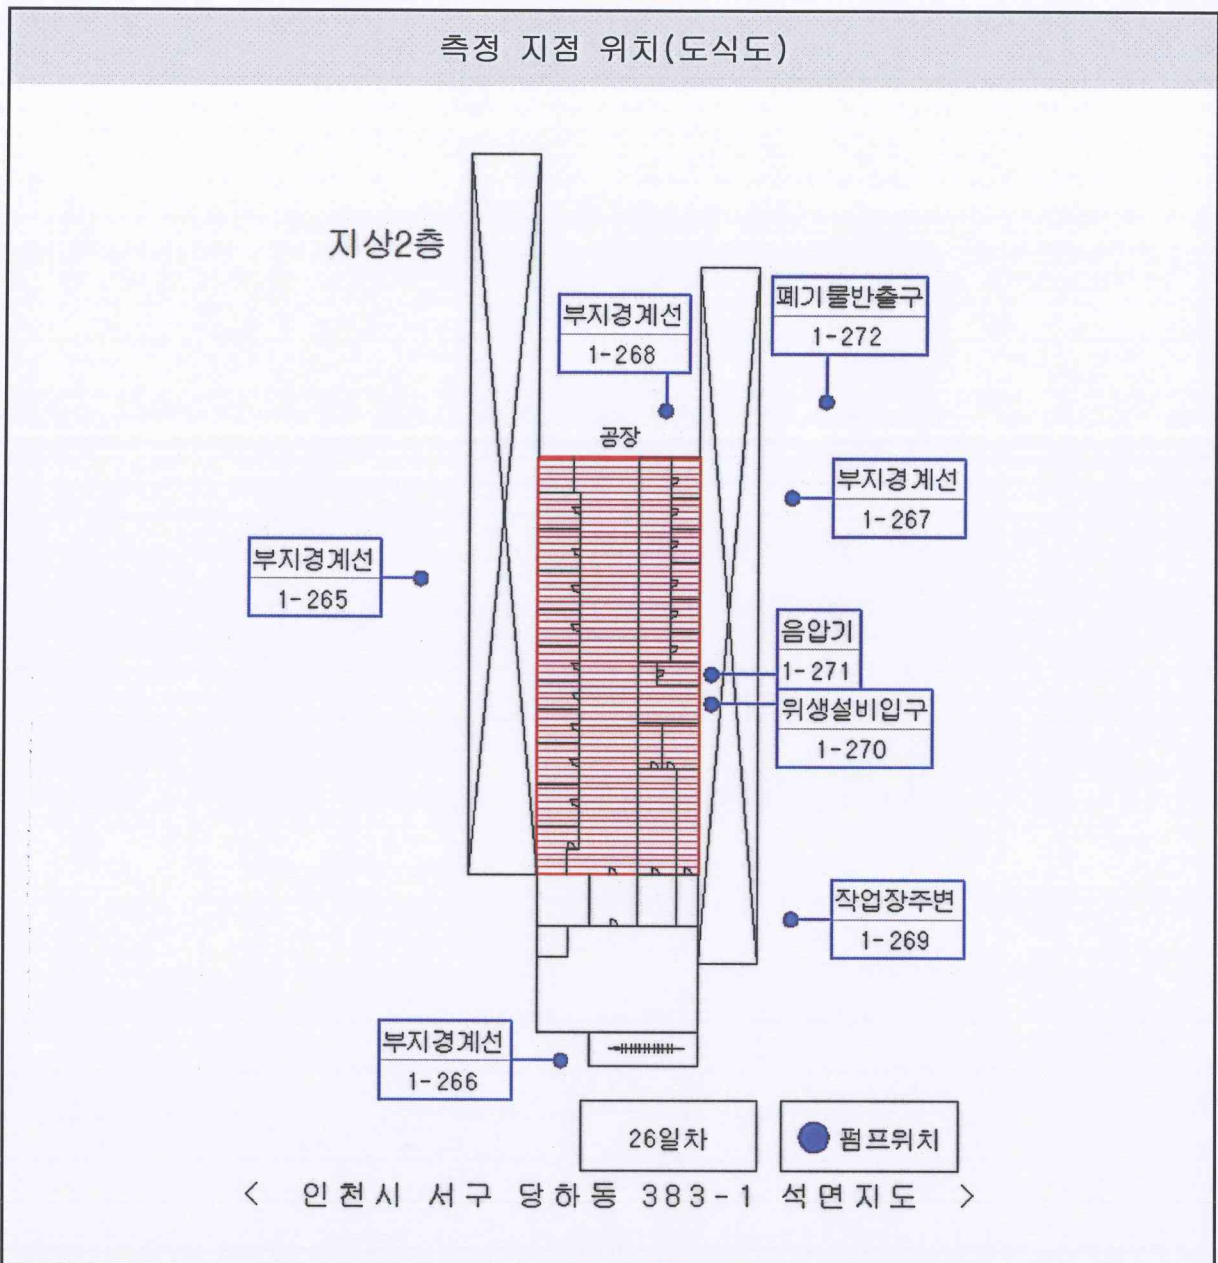 측정 지점 위치(도식도)
지상2층
부지경계선
1-268
폐기물반출구
1-272
공장
부지경계선
1-267
부지경계선
1-265
음압기
1-271
위생설비입구
1-270
작업장주변
1-269
부지경계선
1-266
26일차
펌프위치
< 인천시 서구 당하동 383-1 석면지도 >